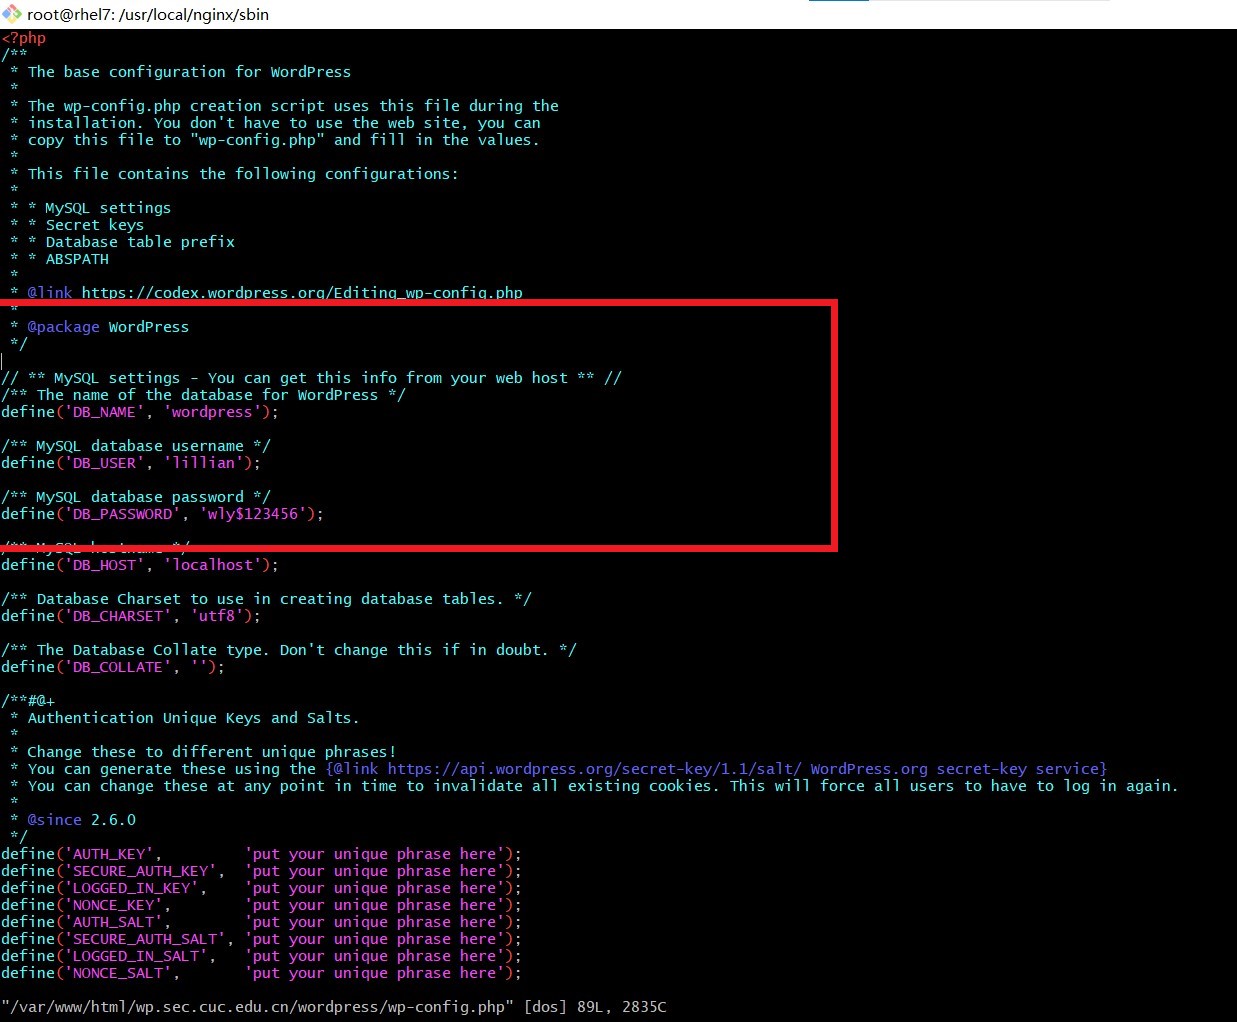 root@rhel7: /usr/local/nginx/sbin
<?php
/**
 * The base configuration for WordPress
 *
 * The wp-config.php creation script uses this file during the
 * installation. You don't have to use the web site, you can
 * copy this file to "wp-config.php" and fill in the values.
 *
 * This file contains the following configurations:
 *
 * * MySQL settings
 * * Secret keys
 * * Database table prefix
 * * ABSPATH
 *
 * @link https://codex.wordpress.org/Editing_wp-config.php
 *
 * @package WordPress
 */
// ** MySQL settings - You can get this info from your web host ** //
/** The name of the database for WordPress */
define('DB_NAME', 'wordpress');
/** MySQL database username */
define('DB_USER', 'lillian');
/** MySQL database password */
define('DB_PASSWORD', 'wly$123456');
/** MySQL hostname */
define('DB_HOST', 'localhost');
/** Database Charset to use in creating database tables. */
define('DB_CHARSET', 'utf8');
/** The Database Collate type. Don't change this if in doubt. */
define('DB_COLLATE', '');
/**#@+
 * Authentication Unique Keys and Salts.
 *
 * Change these to different unique phrases!
 * You can generate these using the {@link https://api.wordpress.org/secret-key/1.1/salt/ WordPress.org secret-key service}
 * You can change these at any point in time to invalidate all existing cookies. This will force all users to have to log in again.
 *
 * @since 2.6.0
 */
define('AUTH_KEY',         'put your unique phrase here');
define('SECURE_AUTH_KEY',  'put your unique phrase here');
define('LOGGED_IN_KEY',    'put your unique phrase here');
define('NONCE_KEY',        'put your unique phrase here');
define('AUTH_SALT',        'put your unique phrase here');
define('SECURE_AUTH_SALT', 'put your unique phrase here');
define('LOGGED_IN_SALT',   'put your unique phrase here');
define('NONCE_SALT',       'put your unique phrase here');
"/var/www/html/wp.sec.cuc.edu.cn/wordpress/wp-config.php" [dos] 89L, 2835C